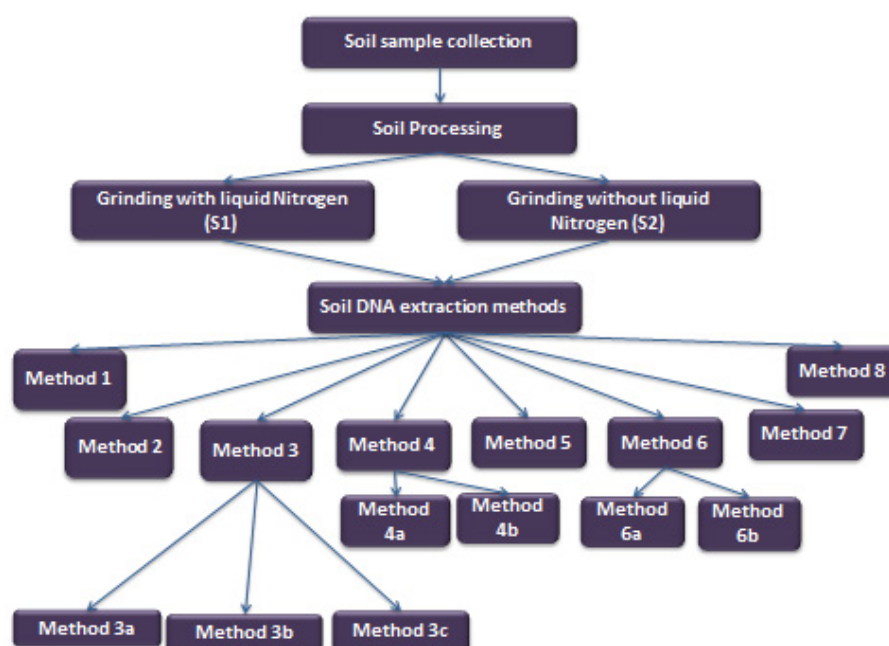 Soil sample collection
Soil Processing
Grinding with liquid Nitrogen
(S1)
Grinding without liquid
Nitrogen (S2)
Soil DNA extraction methods
Method 1
Method 8
Method 2
Method 3
Method 4
Method 5
Method 6
Method 7
Method
4a
Method
4b
Method
6a
Method
6b
Method 3a
Method 3b
Method 3c